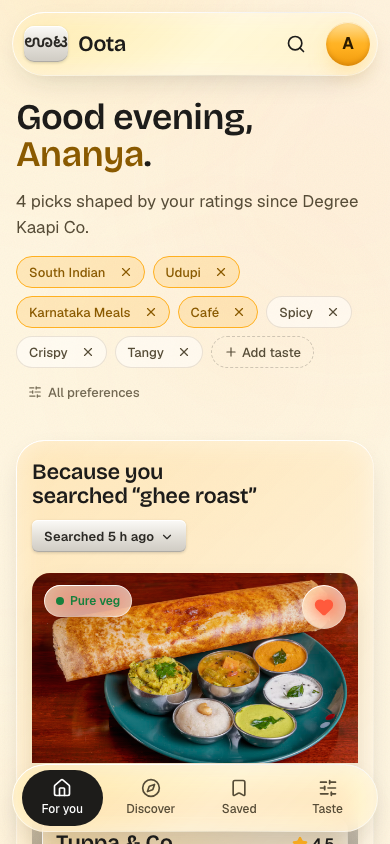 ಊಟ Oota A
Good evening,
Ananya.
4 picks shaped by your ratings since Degree
Kaapi Co.
South Indian × Udupi ×
Karnataka Meals × Café × Spicy ×
Crispy × Tangy × + Add taste
All preferences
Because you
searched “ghee roast”
Searched 5 h ago
Pure veg
For you Discover Saved Taste
4.5